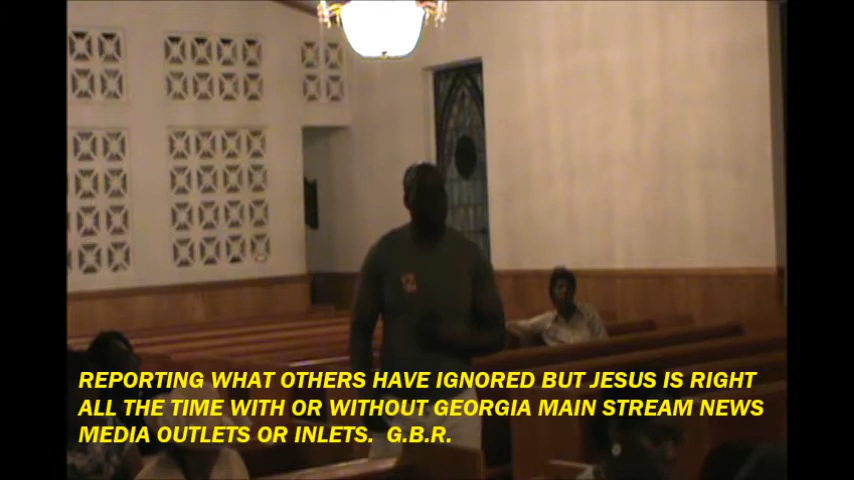 REPORTING WHAT OTHERS HAVE IGNORED BUT JESUS IS RIGHT
ALL THE TIME WITH OR WITHOUT GEORGIA MAIN STREAM NEWS
MEDIA OUTLETS OR INLETS. G.B.R.